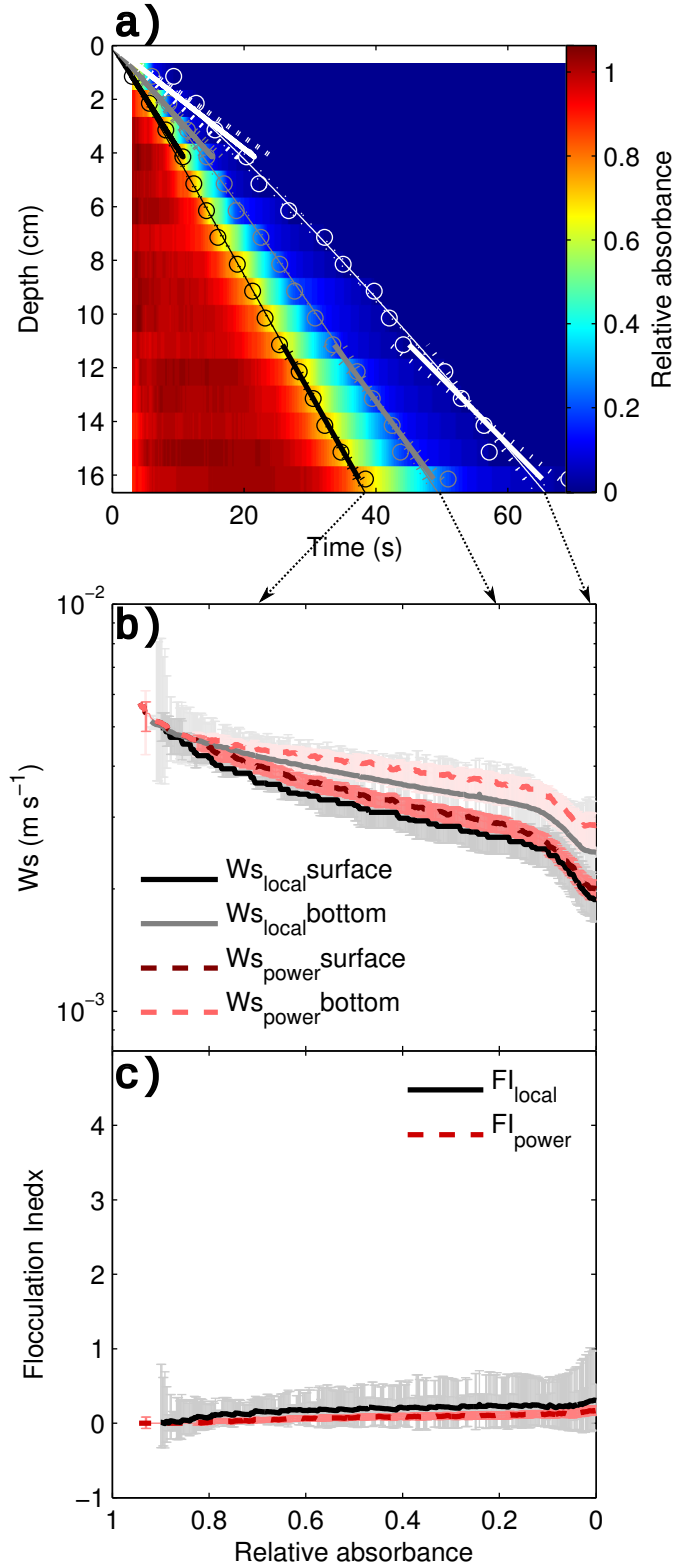 a)
0
2
4
6
8
10
12
14
16
Depth (cm)
0
20
40
60
Time (s)
1
0.8
0.6
0.4
0.2
0
Relative absorbance
b)
10⁻²
10⁻³
Ws (m s⁻¹)
Ws_local surface
Ws_local bottom
Ws_power surface
Ws_power bottom
c)
FI_local
FI_power
4
3
2
1
0
−1
Flocculation Inedx
1
0.8
0.6
0.4
0.2
0
Relative absorbance